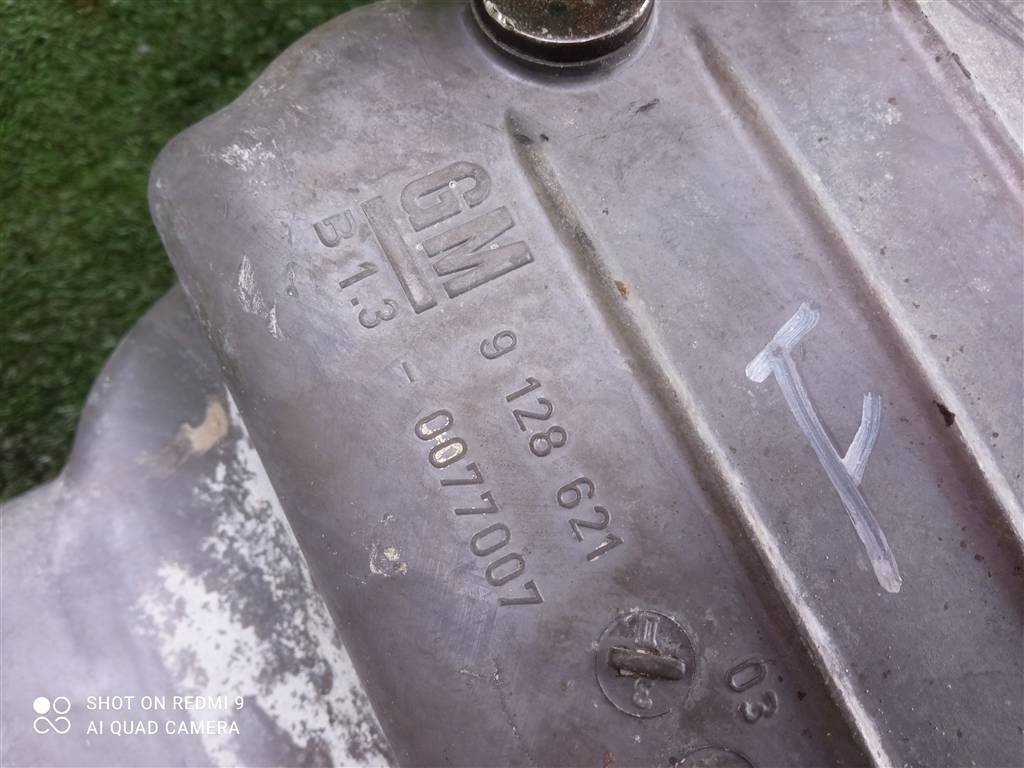 GM
B 1.3 - 0077007
9 128 621
03
SHOT ON REDMI 9
AI QUAD CAMERA